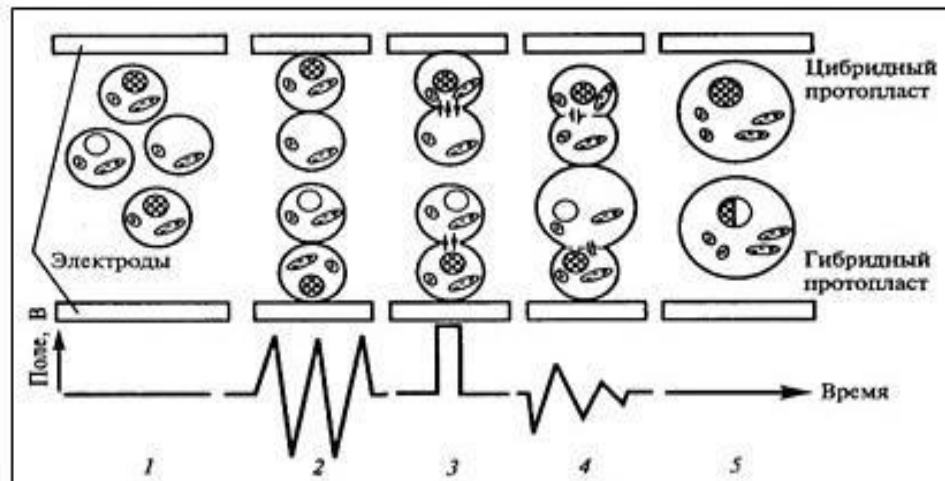 Цибридный
протопласт
Электроды
Гибридный
протопласт
Поле, В
Время
1 2 3 4 5